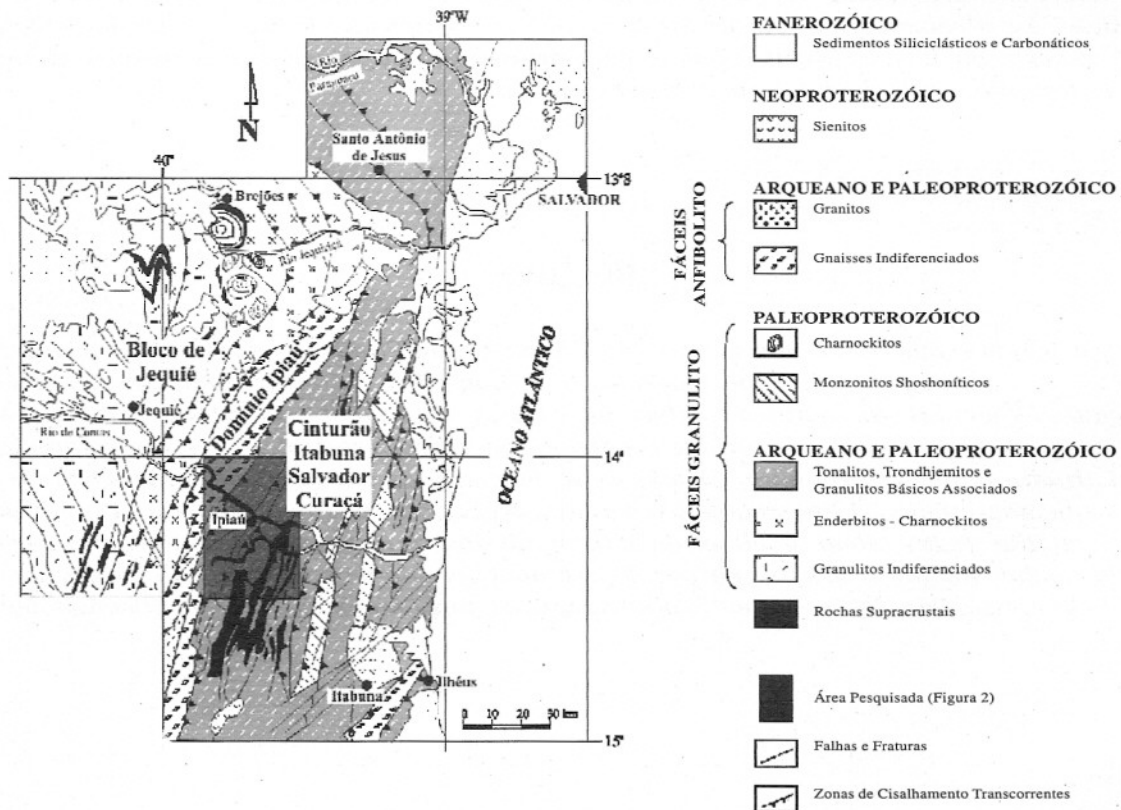 39°W
N
40°
Santo Antônio
de Jesus
13°S
SALVADOR
Brejões
Rio Jequiriçá
Bloco de
Jequié
Jequié
Rio de Contas
Domínio Ipiaú
Cinturão
Itabuna
Salvador
Curaçá
OCEANO ATLÂNTICO
14°
Ipiaú
Itabuna
Ilhéus
0 10 20 30 km
15°
FANEROZÓICO
Sedimentos Siliciclásticos e Carbonáticos
NEOPROTEROZÓICO
Sienitos
FÁCEIS
ANFIBOLITO
ARQUEANO E PALEOPROTEROZÓICO
Granitos
Gnaisses Indiferenciados
FÁCEIS GRANULITO
PALEOPROTEROZÓICO
Charnockitos
Monzonitos Shoshoníticos
ARQUEANO E PALEOPROTEROZÓICO
Tonalitos, Trondhjemitos e
Granulitos Básicos Associados
Enderbitos - Charnockitos
Granulitos Indiferenciados
Rochas Supracrustais
Área Pesquisada (Figura 2)
Falhas e Fraturas
Zonas de Cisalhamento Transcorrentes